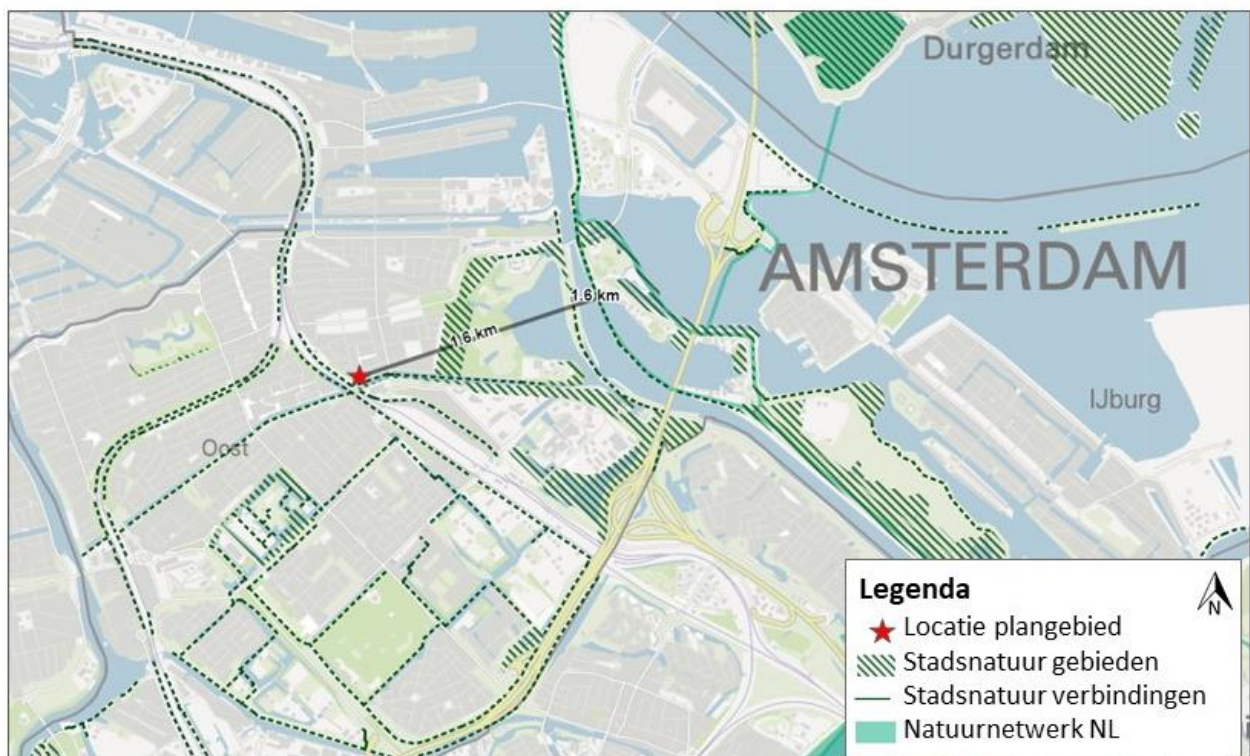 Durgerdam
AMSTERDAM
1.6 km
1.6 km
IJburg
Oost
Legenda
N
Locatie plangebied
Stadsnatuur gebieden
Stadsnatuur verbindingen
Natuurnetwerk NL